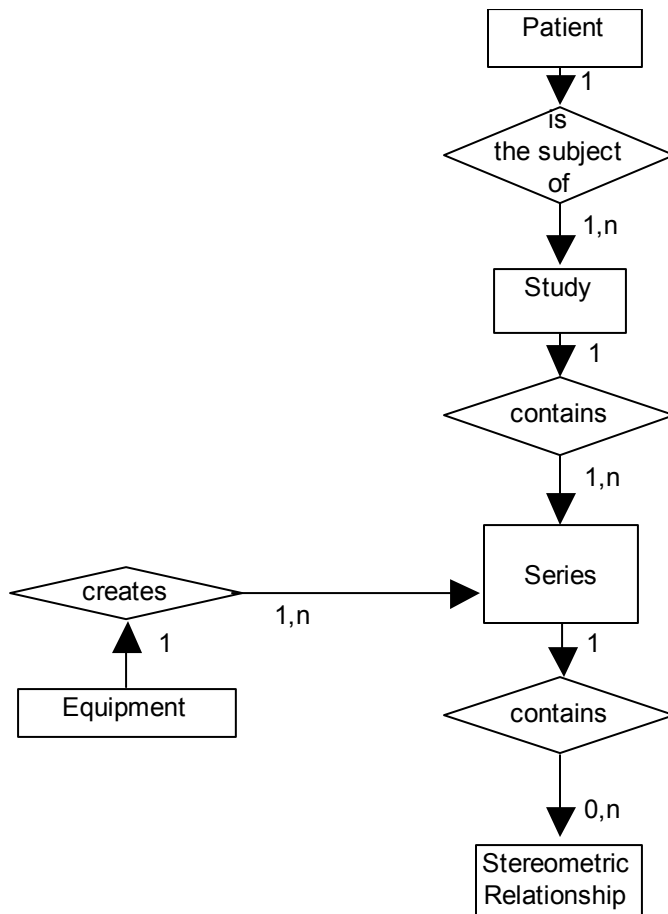 Patient
1
is
the subject
of
1,n
Study
1
contains
1,n
Series
creates
1,n
1
Equipment
1
contains
0,n
Stereometric
Relationship